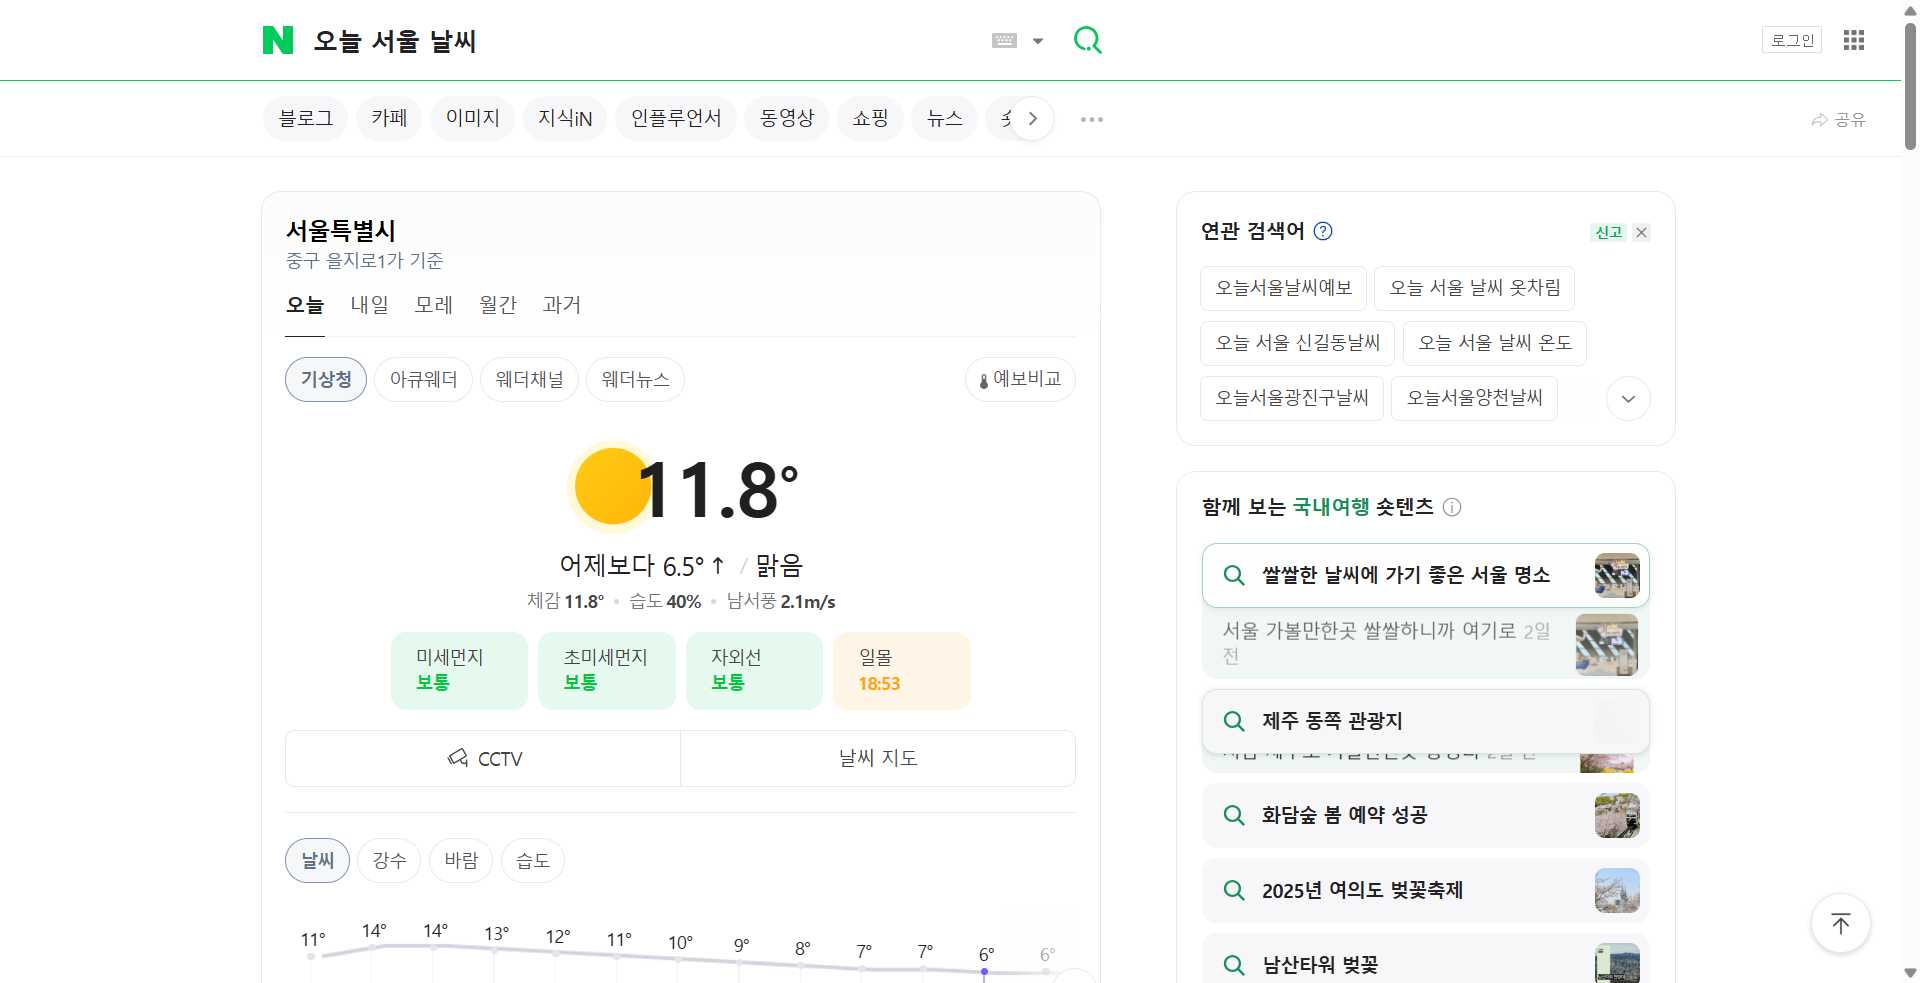 오늘 서울 날씨
로그인
블로그
카페
이미지
지식iN
인플루언서
동영상
쇼핑
뉴스
공유
서울특별시
중구 을지로1가 기준
오늘
내일
모레
월간
과거
기상청
아큐웨더
웨더채널
웨더뉴스
예보비교
11.8°
어제보다 6.5° ↑ / 맑음
체감 11.8° • 습도 40% • 남서풍 2.1m/s
미세먼지
보통
초미세먼지
보통
자외선
보통
일몰
18:53
CCTV
날씨 지도
날씨
강수
바람
습도
11° 14° 14° 13° 12° 11° 10° 9° 8° 7° 7° 6° 6°
연관 검색어
신고
오늘서울날씨예보
오늘 서울 날씨 옷차림
오늘 서울 신길동날씨
오늘 서울 날씨 온도
오늘서울광진구날씨
오늘서울양천날씨
함께 보는 국내여행 숏텐츠
쌀쌀한 날씨에 가기 좋은 서울 명소
서울 가볼만한곳 쌀쌀하니까 여기로 2일
전
제주 동쪽 관광지
화담숲 봄 예약 성공
2025년 여의도 벚꽃축제
남산타워 벚꽃